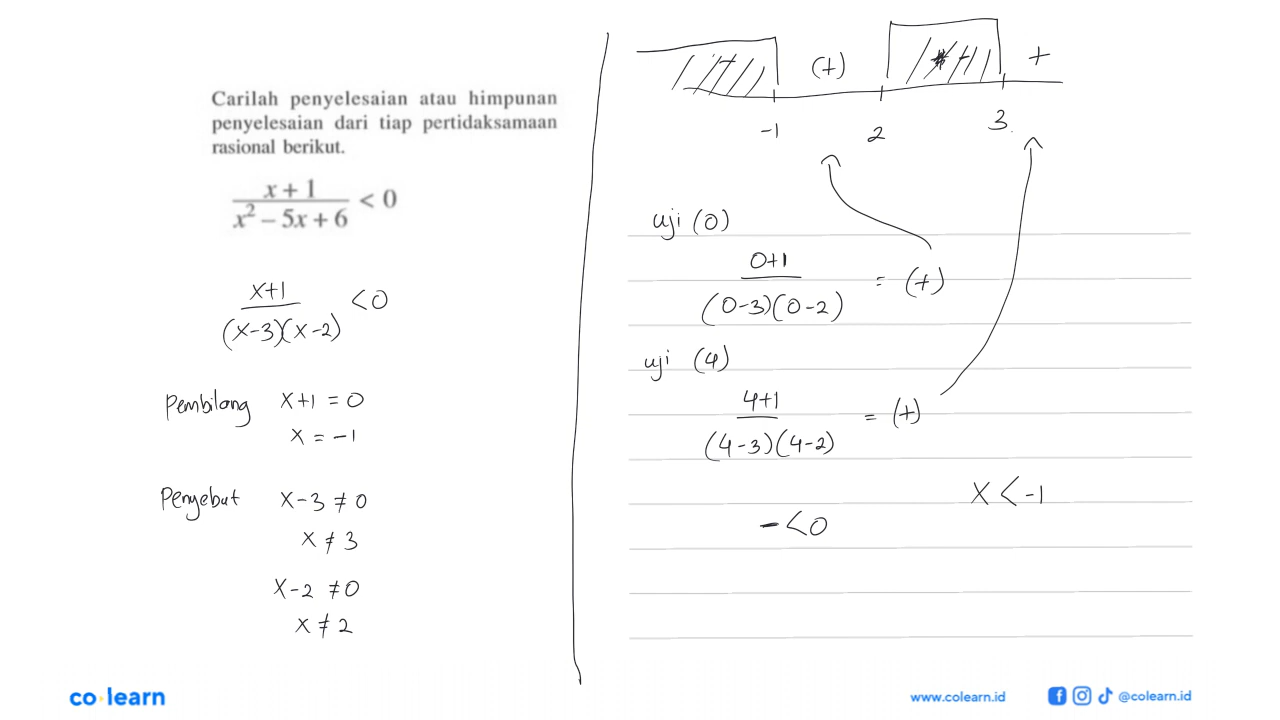 Carilah penyelesaian atau himpunan
penyelesaian dari tiap pertidaksamaan
rasional berikut.
x + 1
x² − 5x + 6
< 0
x+1
(x-3)(x-2)
<0
Pembilang x+1 = 0
x = -1
Penyebut x-3 ≠ 0
x ≠ 3
x-2 ≠0
x ≠ 2
(+) +
-1 2 3
uji (0)
0+1
(0-3)(0-2)
= (+)
uji (4)
4+1
(4-3)(4-2)
= (+)
x < -1
- <0
co learn
www.colearn.id
@colearn.id